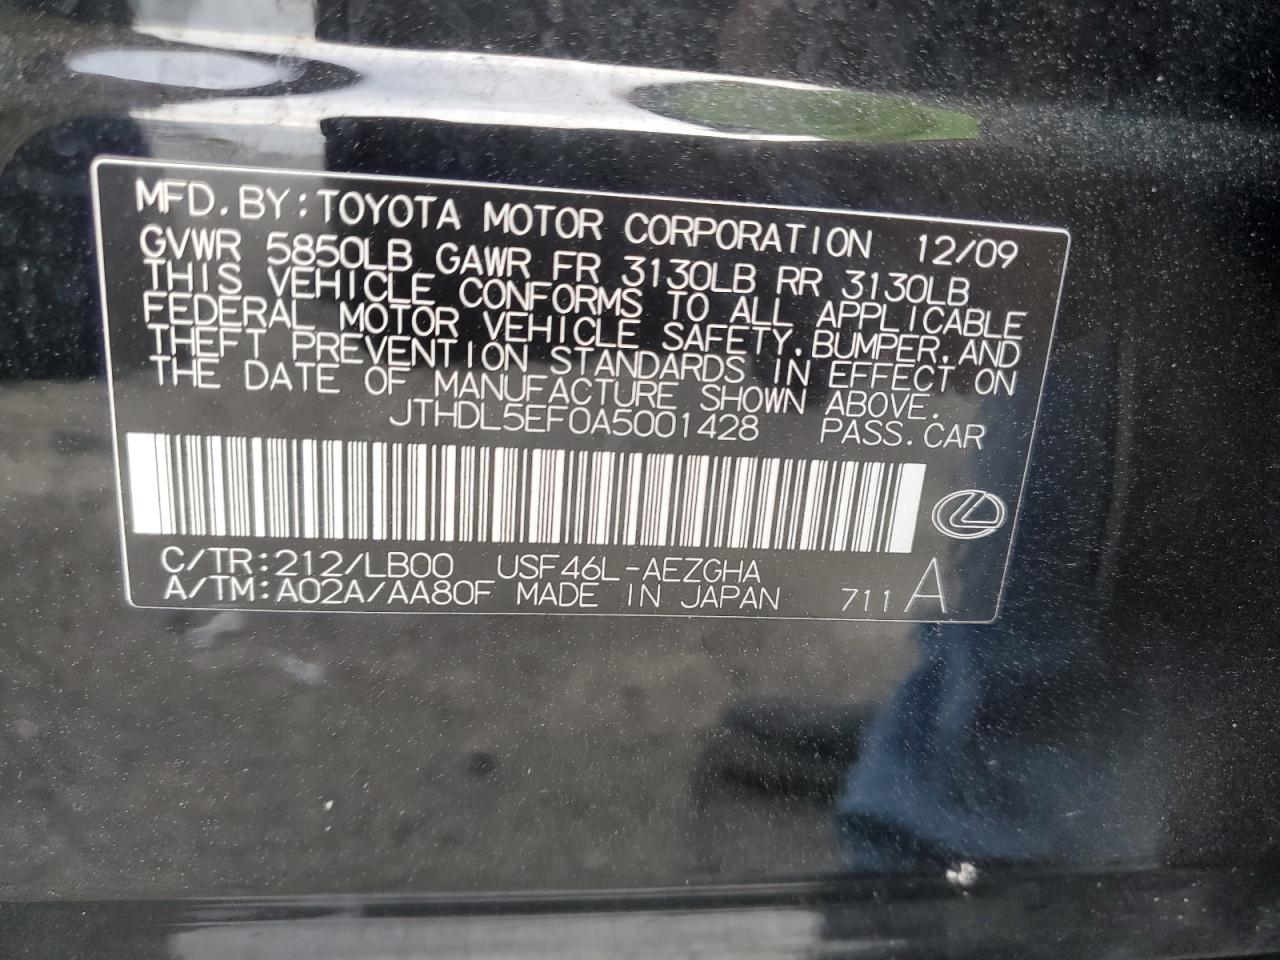 MFD. BY: TOYOTA MOTOR CORPORATION 12/09
GVWR 5850LB GAWR FR 3130LB RR 3130LB
THIS VEHICLE CONFORMS TO ALL APPLICABLE
FEDERAL MOTOR VEHICLE SAFETY, BUMPER, AND
THEFT PREVENTION STANDARDS IN EFFECT ON
THE DATE OF MANUFACTURE SHOWN ABOVE.
JTHDL5EF0A5001428 PASS. CAR
C/TR: 212/LB00 USF46L-AEZGHA
A/TM: A02A/AA80F MADE IN JAPAN 711 A